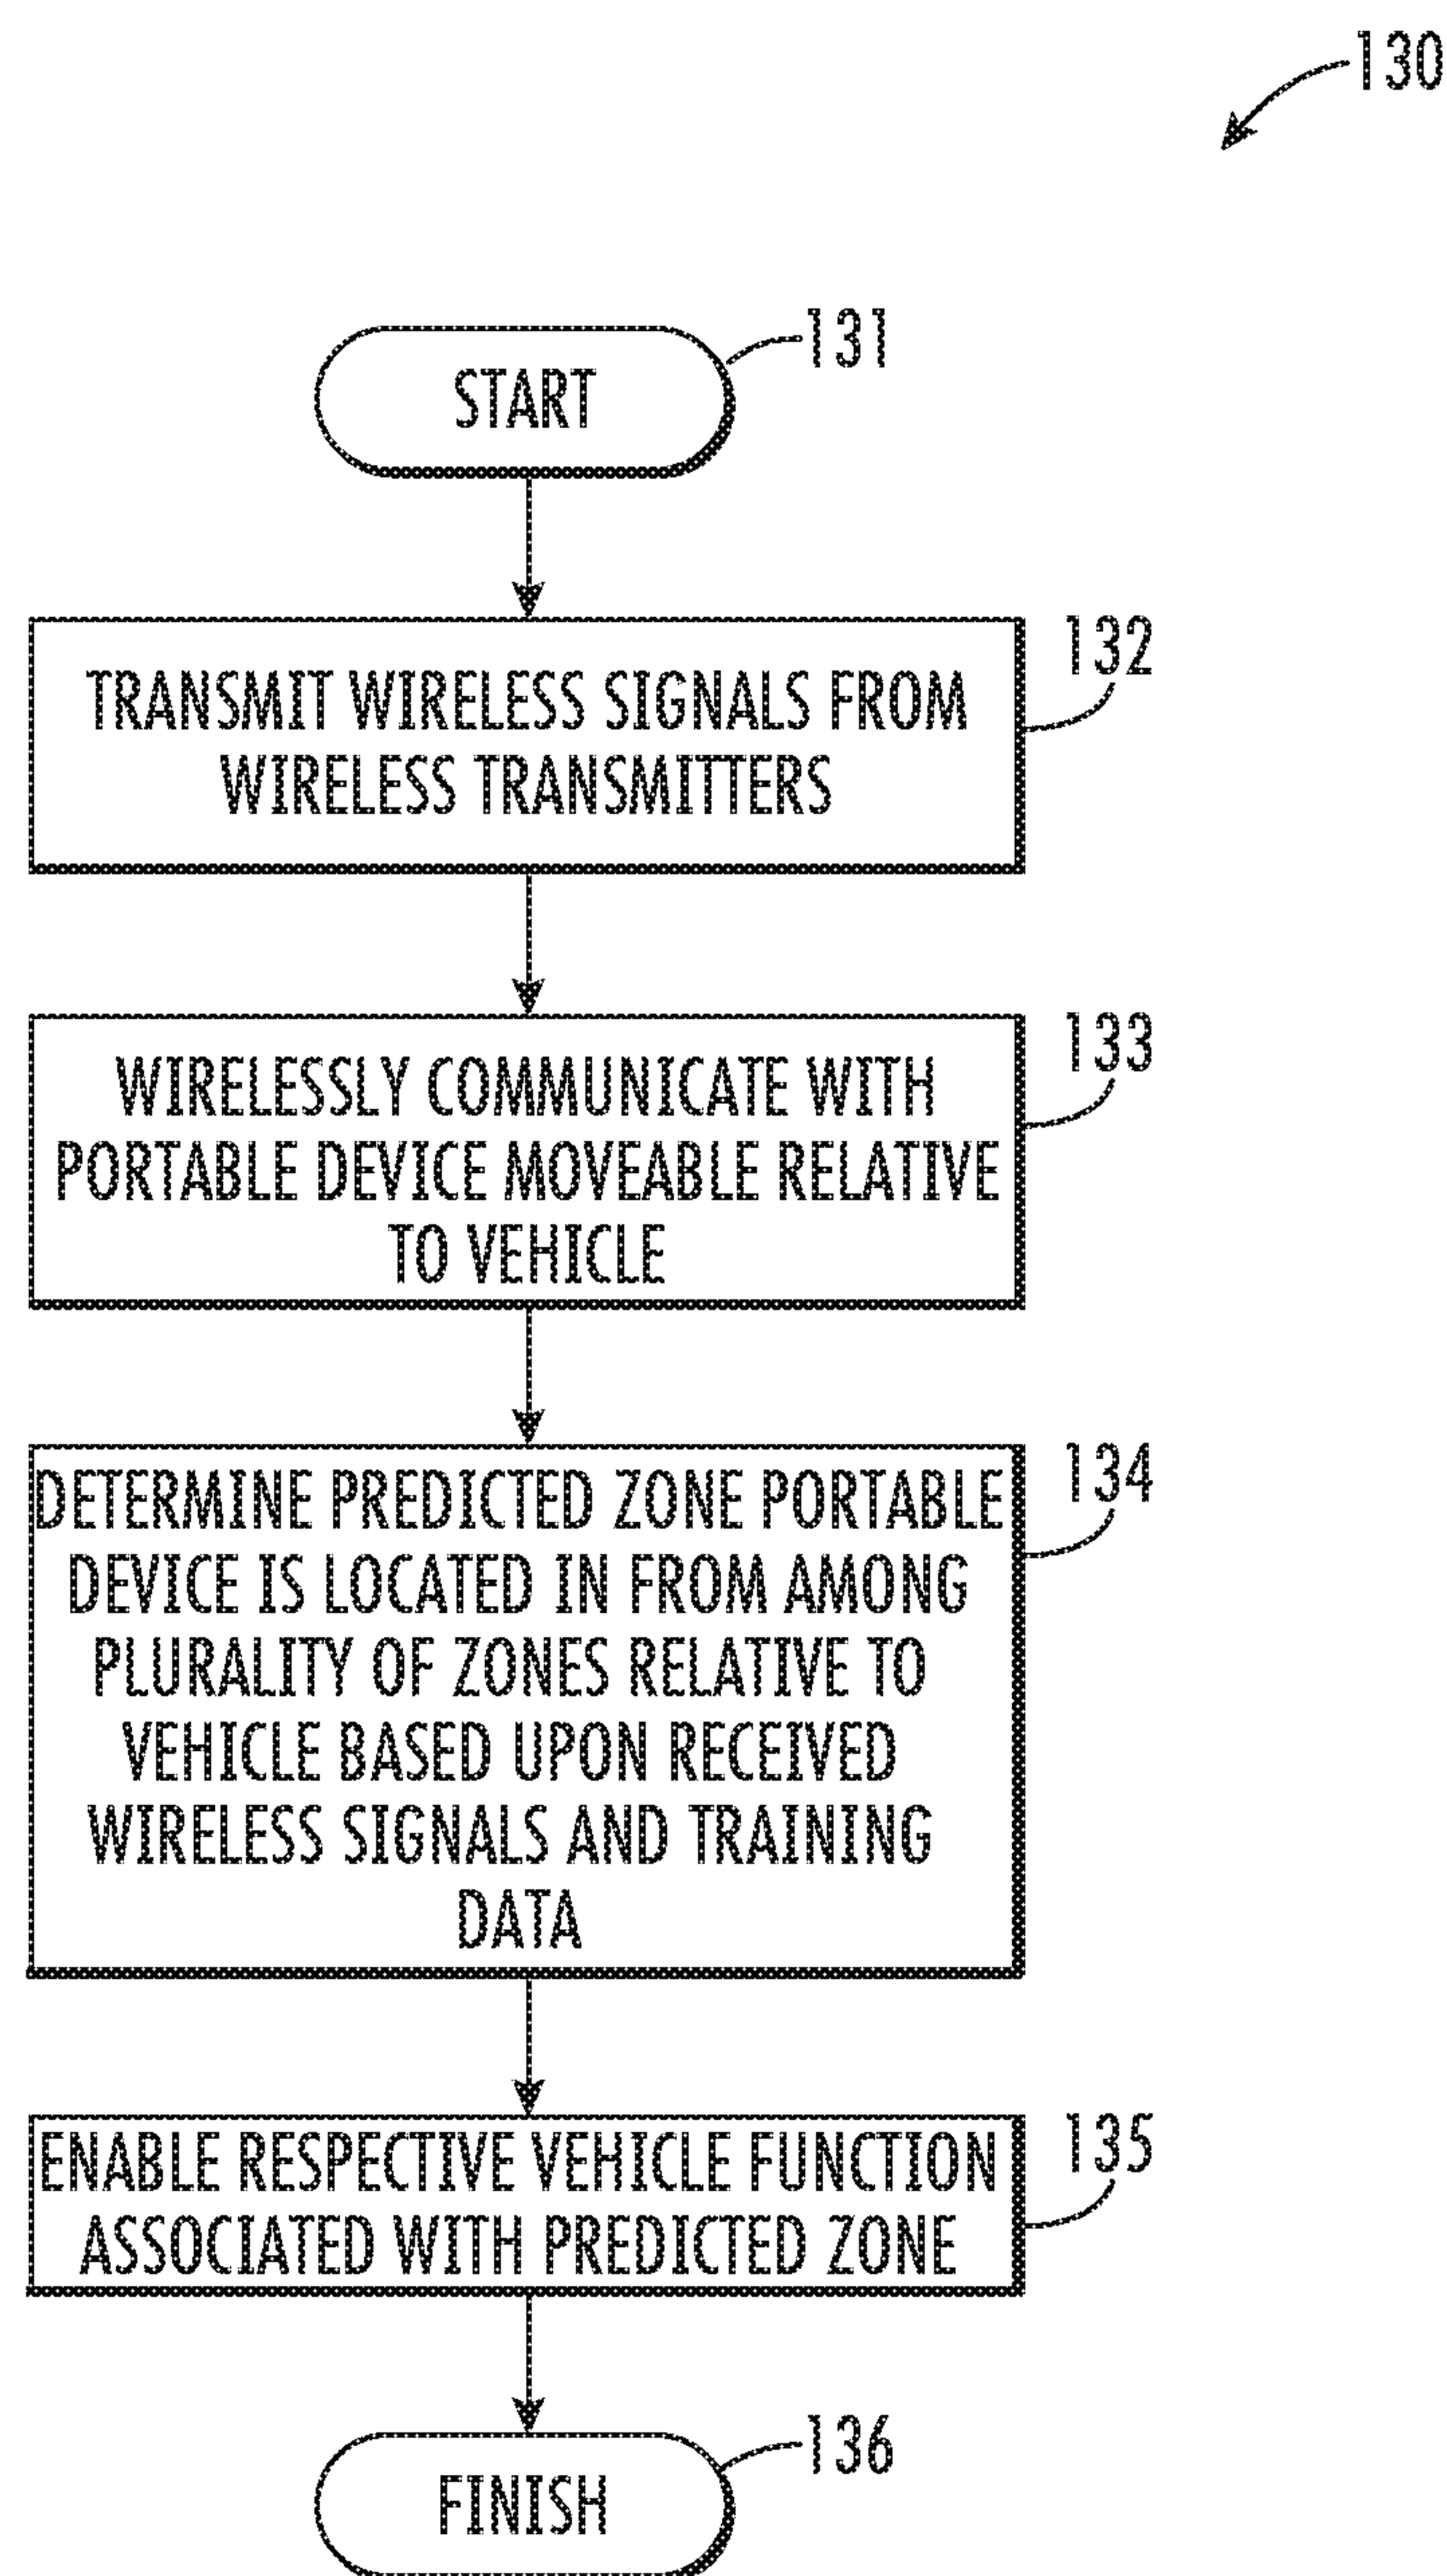 130
START
131
TRANSMIT WIRELESS SIGNALS FROM
WIRELESS TRANSMITTERS
132
WIRELESSLY COMMUNICATE WITH
PORTABLE DEVICE MOVEABLE RELATIVE
TO VEHICLE
133
DETERMINE PREDICTED ZONE PORTABLE
DEVICE IS LOCATED IN FROM AMONG
PLURALITY OF ZONES RELATIVE TO
VEHICLE BASED UPON RECEIVED
WIRELESS SIGNALS AND TRAINING
DATA
134
ENABLE RESPECTIVE VEHICLE FUNCTION
ASSOCIATED WITH PREDICTED ZONE
135
FINISH
136